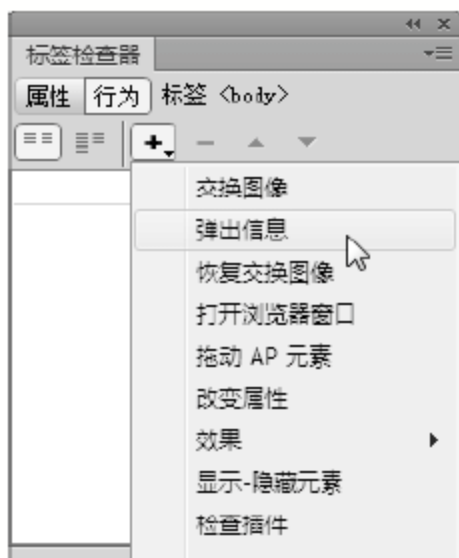 标签检查器
属性 行为 标签 <body>
交换图像
弹出信息
恢复交换图像
打开浏览器窗口
拖动 AP 元素
改变属性
效果
显示-隐藏元素
检查插件